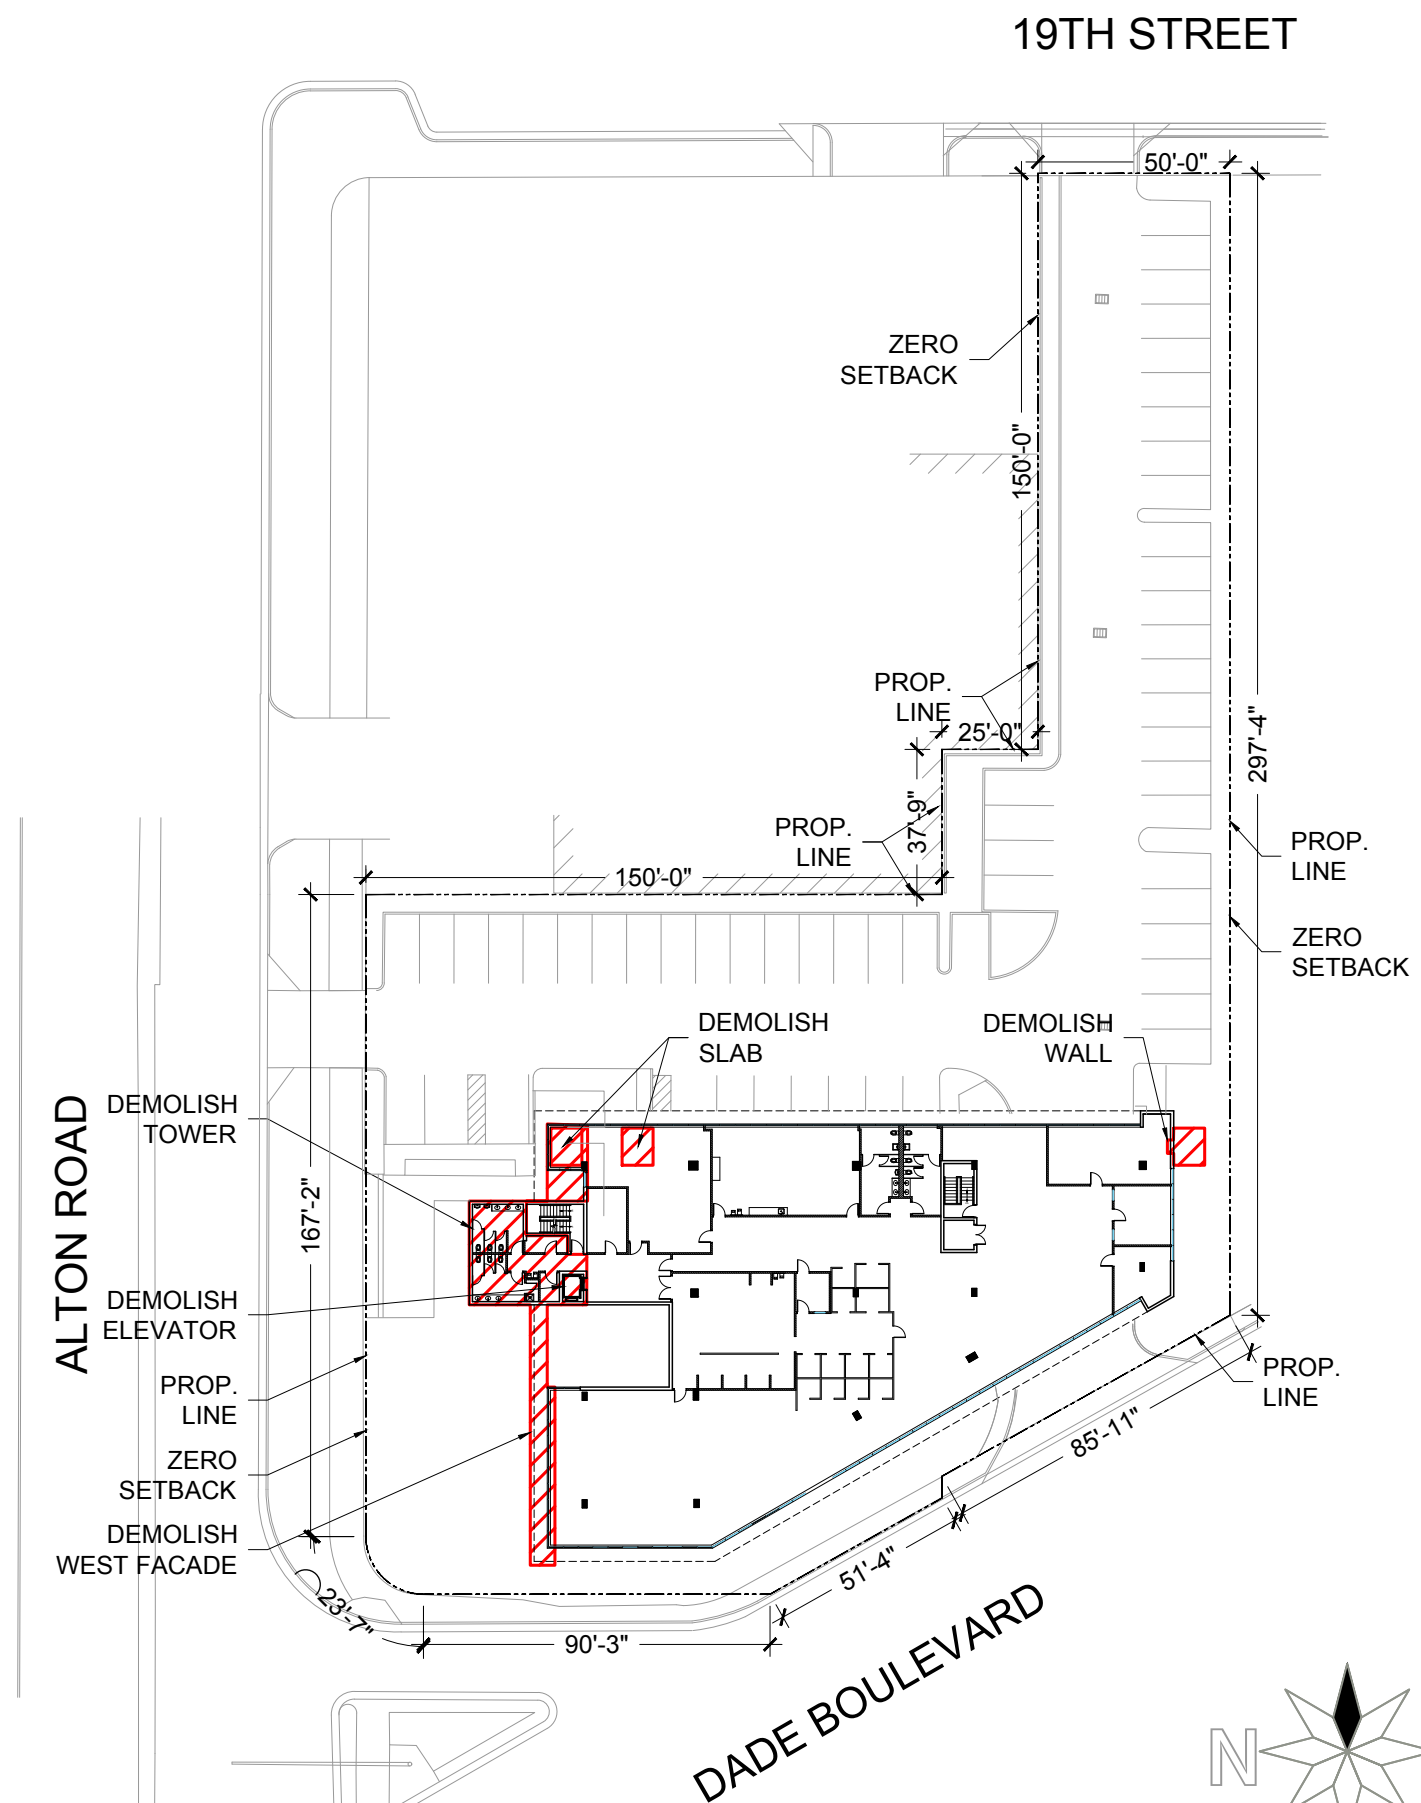 19TH STREET
50'-0"
ZERO
SETBACK
150'-0"
PROP.
LINE
25'-0"
297'-4"
37'-9"
PROP.
LINE
PROP.
LINE
150'-0"
ZERO
SETBACK
DEMOLISH
SLAB
DEMOLISH
WALL
DEMOLISH
TOWER
ALTON ROAD
167'-2"
DEMOLISH
ELEVATOR
PROP.
LINE
PROP.
LINE
85'-11"
ZERO
SETBACK
DEMOLISH
WEST FACADE
51'-4"
23'-7"
90'-3"
DADE BOULEVARD
N